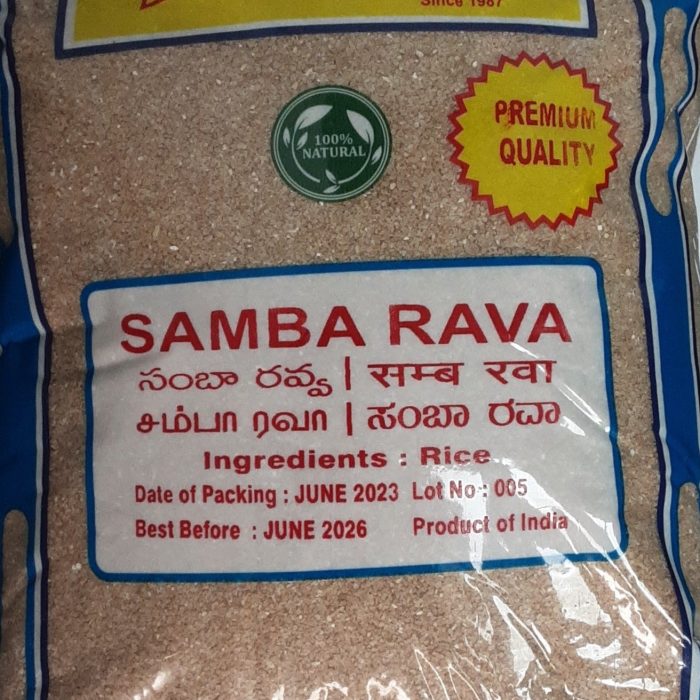 Since 1987
100%
NATURAL
PREMIUM
QUALITY
SAMBA RAVA
సంబా రవ్వ | सम्ब रवा
சம்பா ரவா | ಸಂಬಾ ರವಾ
Ingredients : Rice
Date of Packing : JUNE 2023 Lot No : 005
Best Before : JUNE 2026 Product of India